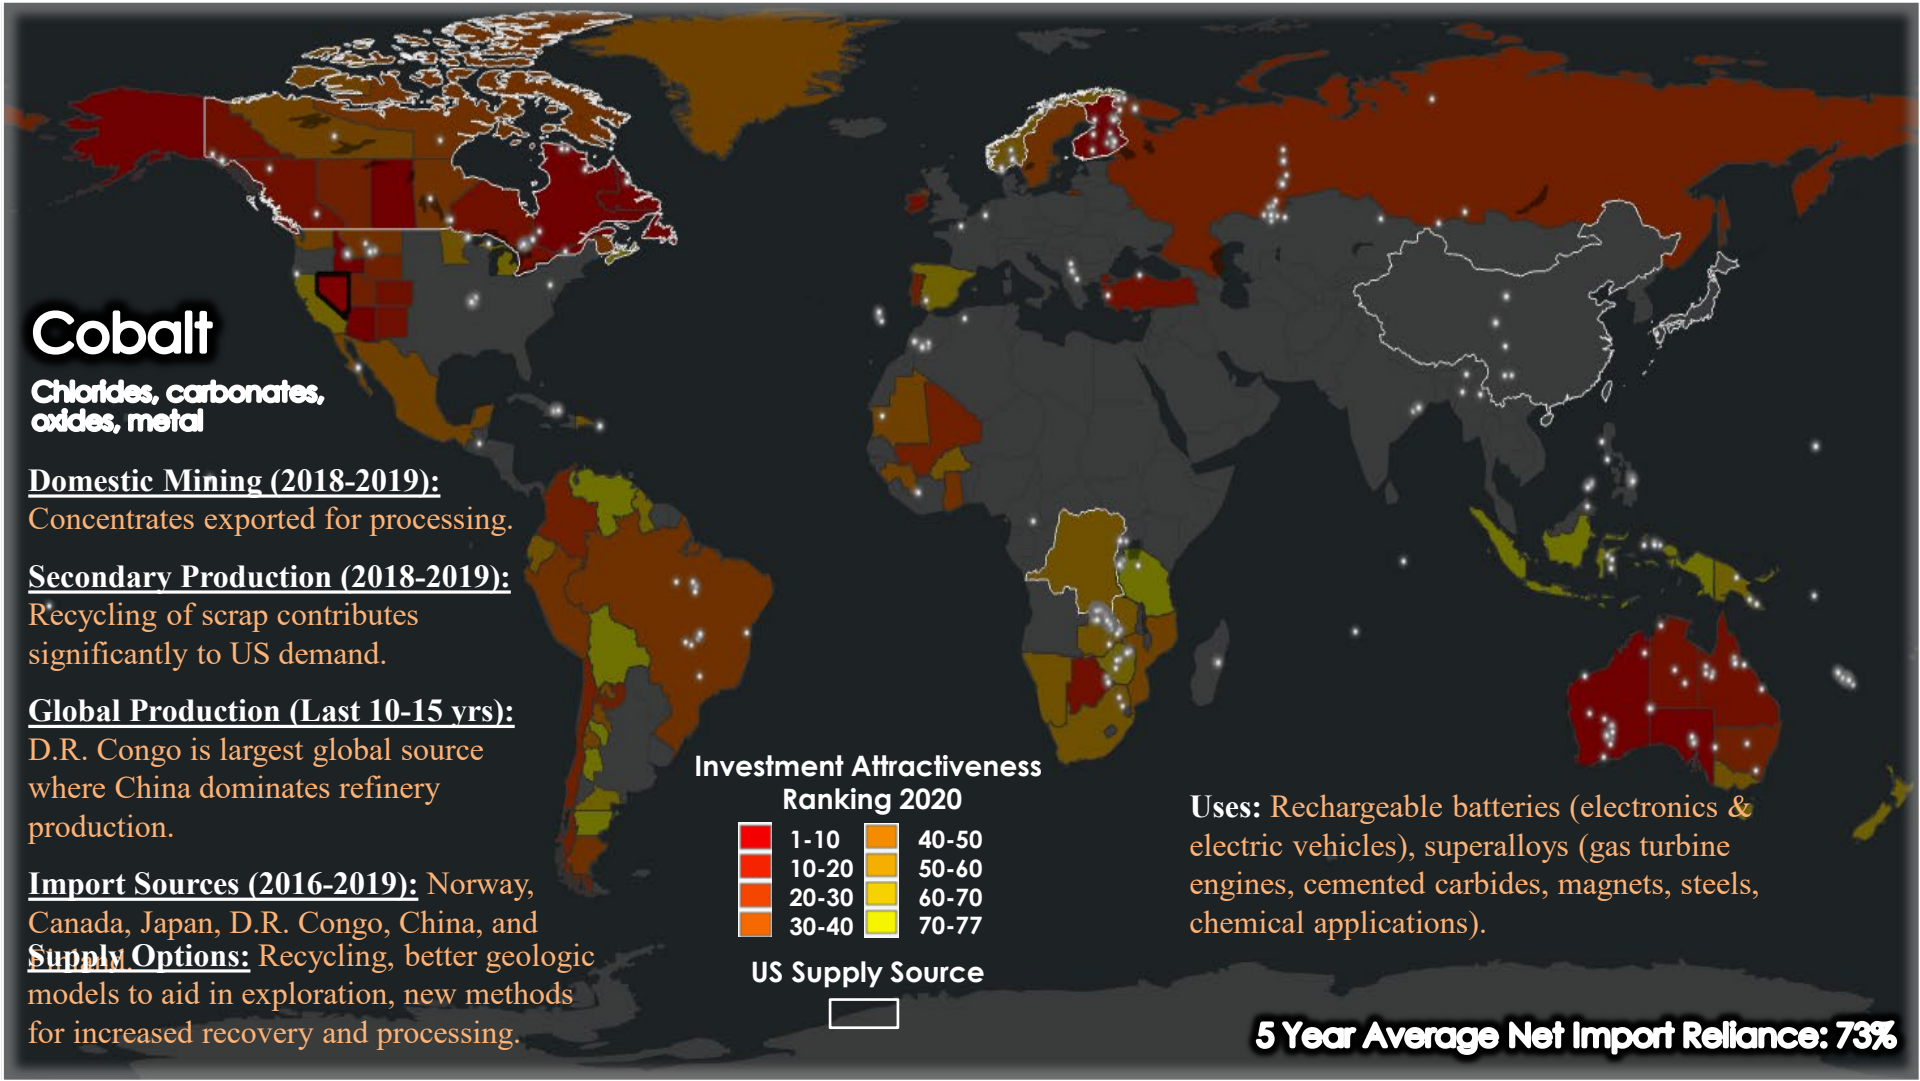 Cobalt
Chlorides, carbonates,
oxides, metal
Domestic Mining (2018-2019):
Concentrates exported for processing.
Secondary Production (2018-2019):
Recycling of scrap contributes
significantly to US demand.
Global Production (Last 10-15 yrs):
D.R. Congo is largest global source
where China dominates refinery
production.
Import Sources (2016-2019): Norway,
Canada, Japan, D.R. Congo, China, and
Supply Options: Recycling, better geologic
models to aid in exploration, new methods
for increased recovery and processing.
Investment Attractiveness
Ranking 2020
1-10 40-50
10-20 50-60
20-30 60-70
30-40 70-77
US Supply Source
Uses: Rechargeable batteries (electronics &
electric vehicles), superalloys (gas turbine
engines, cemented carbides, magnets, steels,
chemical applications).
5 Year Average Net Import Reliance: 73%